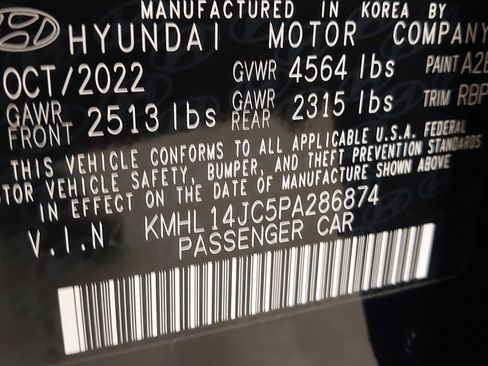 MANUFACTURED IN KOREA BY
HYUNDAI MOTOR COMPANY
OCT/2022 GVWR 4564 lbs PAINT A2B
GAWR FRONT 2513 lbs GAWR REAR 2315 lbs TRIM RBP
THIS VEHICLE CONFORMS TO ALL APPLICABLE U.S.A. FEDERAL
MOTOR VEHICLE SAFETY, BUMPER, AND THEFT PREVENTION STANDARDS
IN EFFECT ON THE DATE OF MANUFACTURE SHOWN ABOVE
V.I.N KMHL14JC5PA286874
PASSENGER CAR